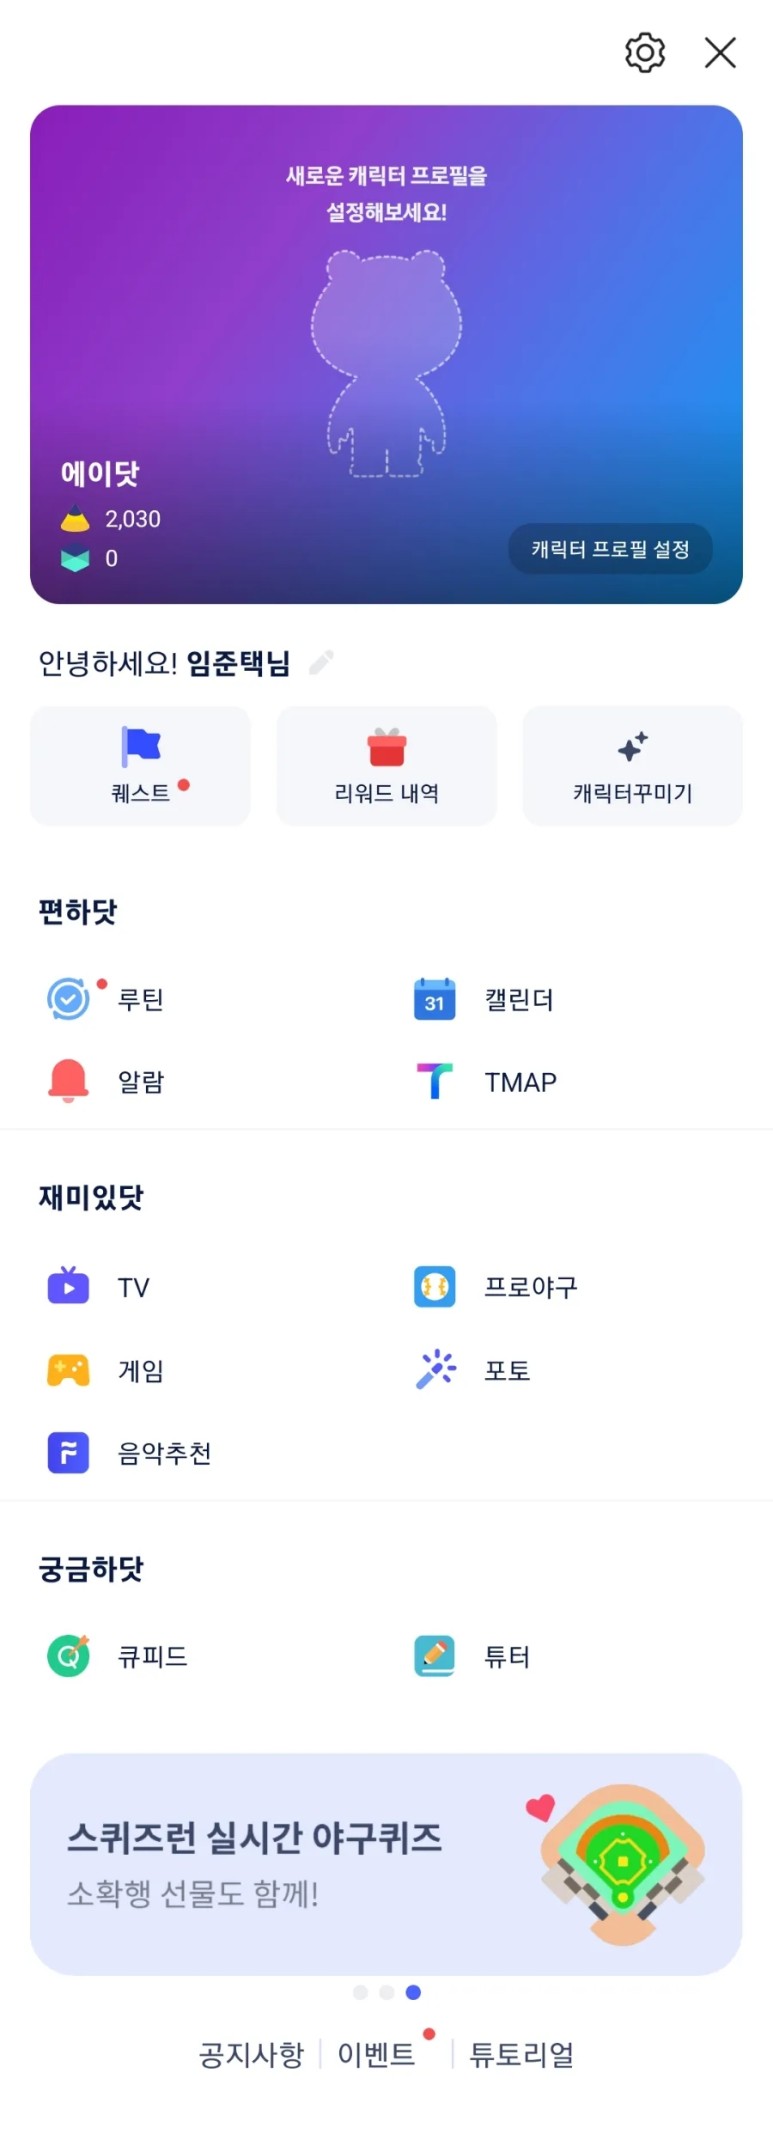 새로운 캐릭터 프로필을
설정해보세요!
에이닷
2,030
0
캐릭터 프로필 설정
안녕하세요! 임준택님
퀘스트
리워드 내역
캐릭터꾸미기
편하닷
루틴
31
캘린더
알람
TMAP
재미있닷
TV
프로야구
게임
포토
음악추천
궁금하닷
큐피드
튜터
스퀴즈런 실시간 야구퀴즈
소확행 선물도 함께!
공지사항 이벤트 튜토리얼